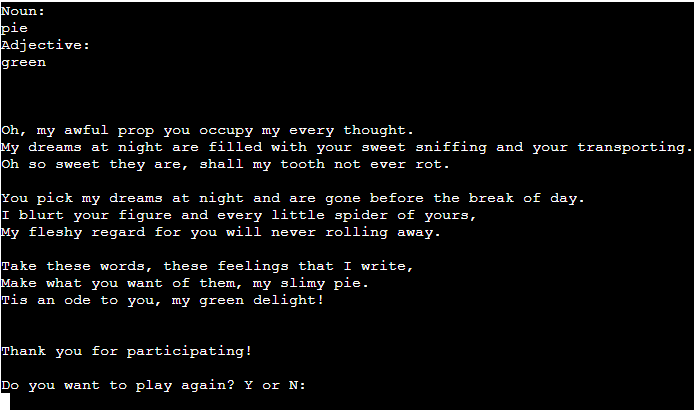 Noun:
pie
Adjective:
green
Oh, my awful prop you occupy my every thought.
My dreams at night are filled with your sweet sniffing and your transporting.
Oh so sweet they are, shall my tooth not ever rot.
You pick my dreams at night and are gone before the break of day.
I blurt your figure and every little spider of yours,
My fleshy regard for you will never rolling away.
Take these words, these feelings that I write,
Make what you want of them, my slimy pie.
Tis an ode to you, my green delight!
Thank you for participating!
Do you want to play again? Y or N: